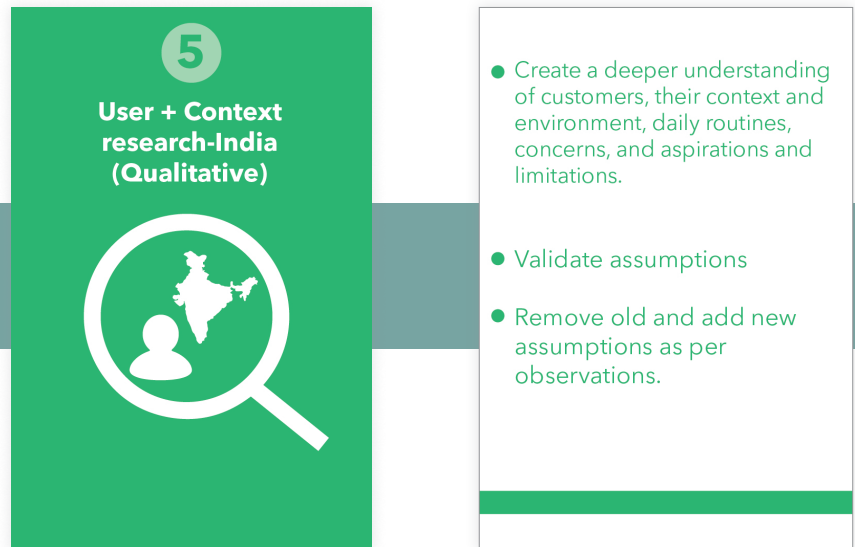 5
User + Context
research-India
(Qualitative)
● Create a deeper understanding
of customers, their context and
environment, daily routines,
concerns, and aspirations and
limitations.
● Validate assumptions
● Remove old and add new
assumptions as per
observations.